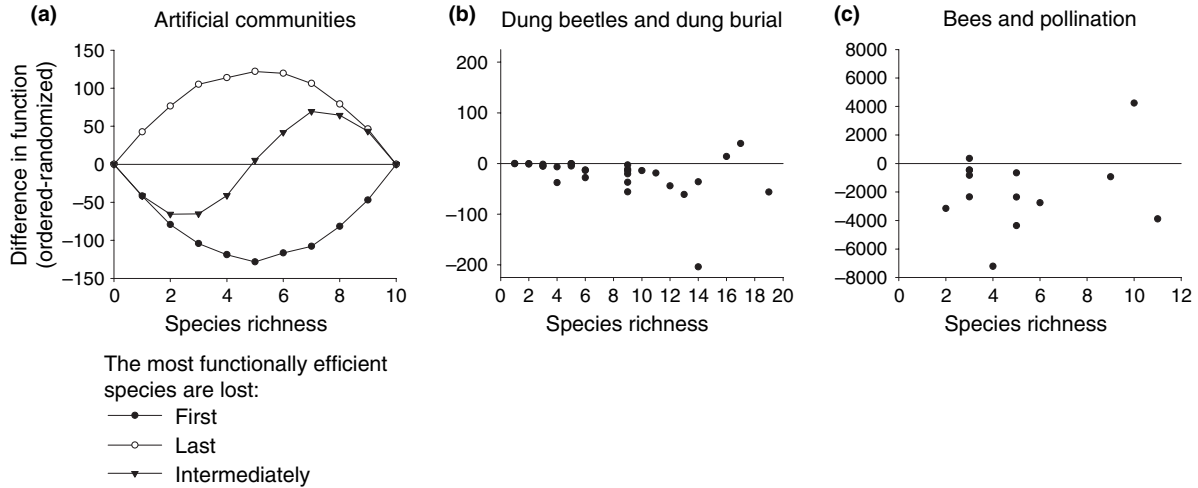 (a)
Artificial communities
150
100
50
0
−50
−100
−150
Difference in function
(ordered-randomized)
0 2 4 6 8 10
Species richness
The most functionally efficient
species are lost:
First
Last
Intermediately
(b)
Dung beetles and dung burial
200
100
0
−100
−200
0 2 4 6 8 10 12 14 16 18 20
Species richness
(c)
Bees and pollination
8000
6000
4000
2000
0
−2000
−4000
−6000
−8000
0 2 4 6 8 10 12
Species richness